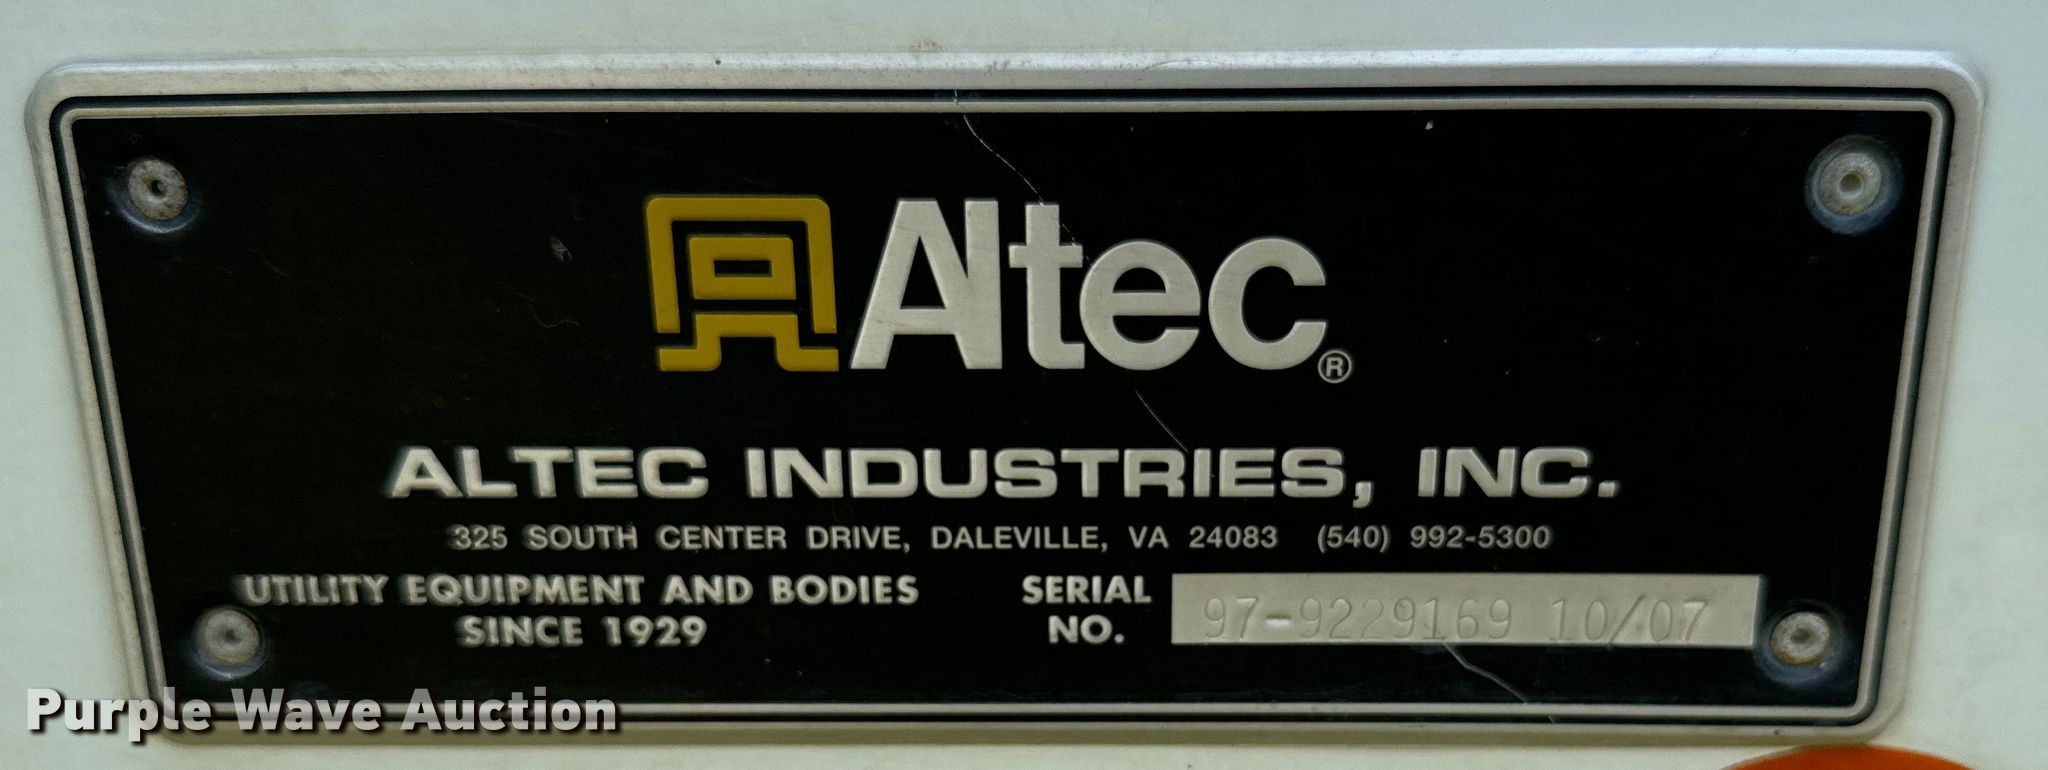 Altec®
ALTEC INDUSTRIES, INC.
325 SOUTH CENTER DRIVE, DALEVILLE, VA 24083 (540) 992-5300
UTILITY EQUIPMENT AND BODIES
SINCE 1929
SERIAL
NO.
97-9229169 10/07
Purple Wave Auction